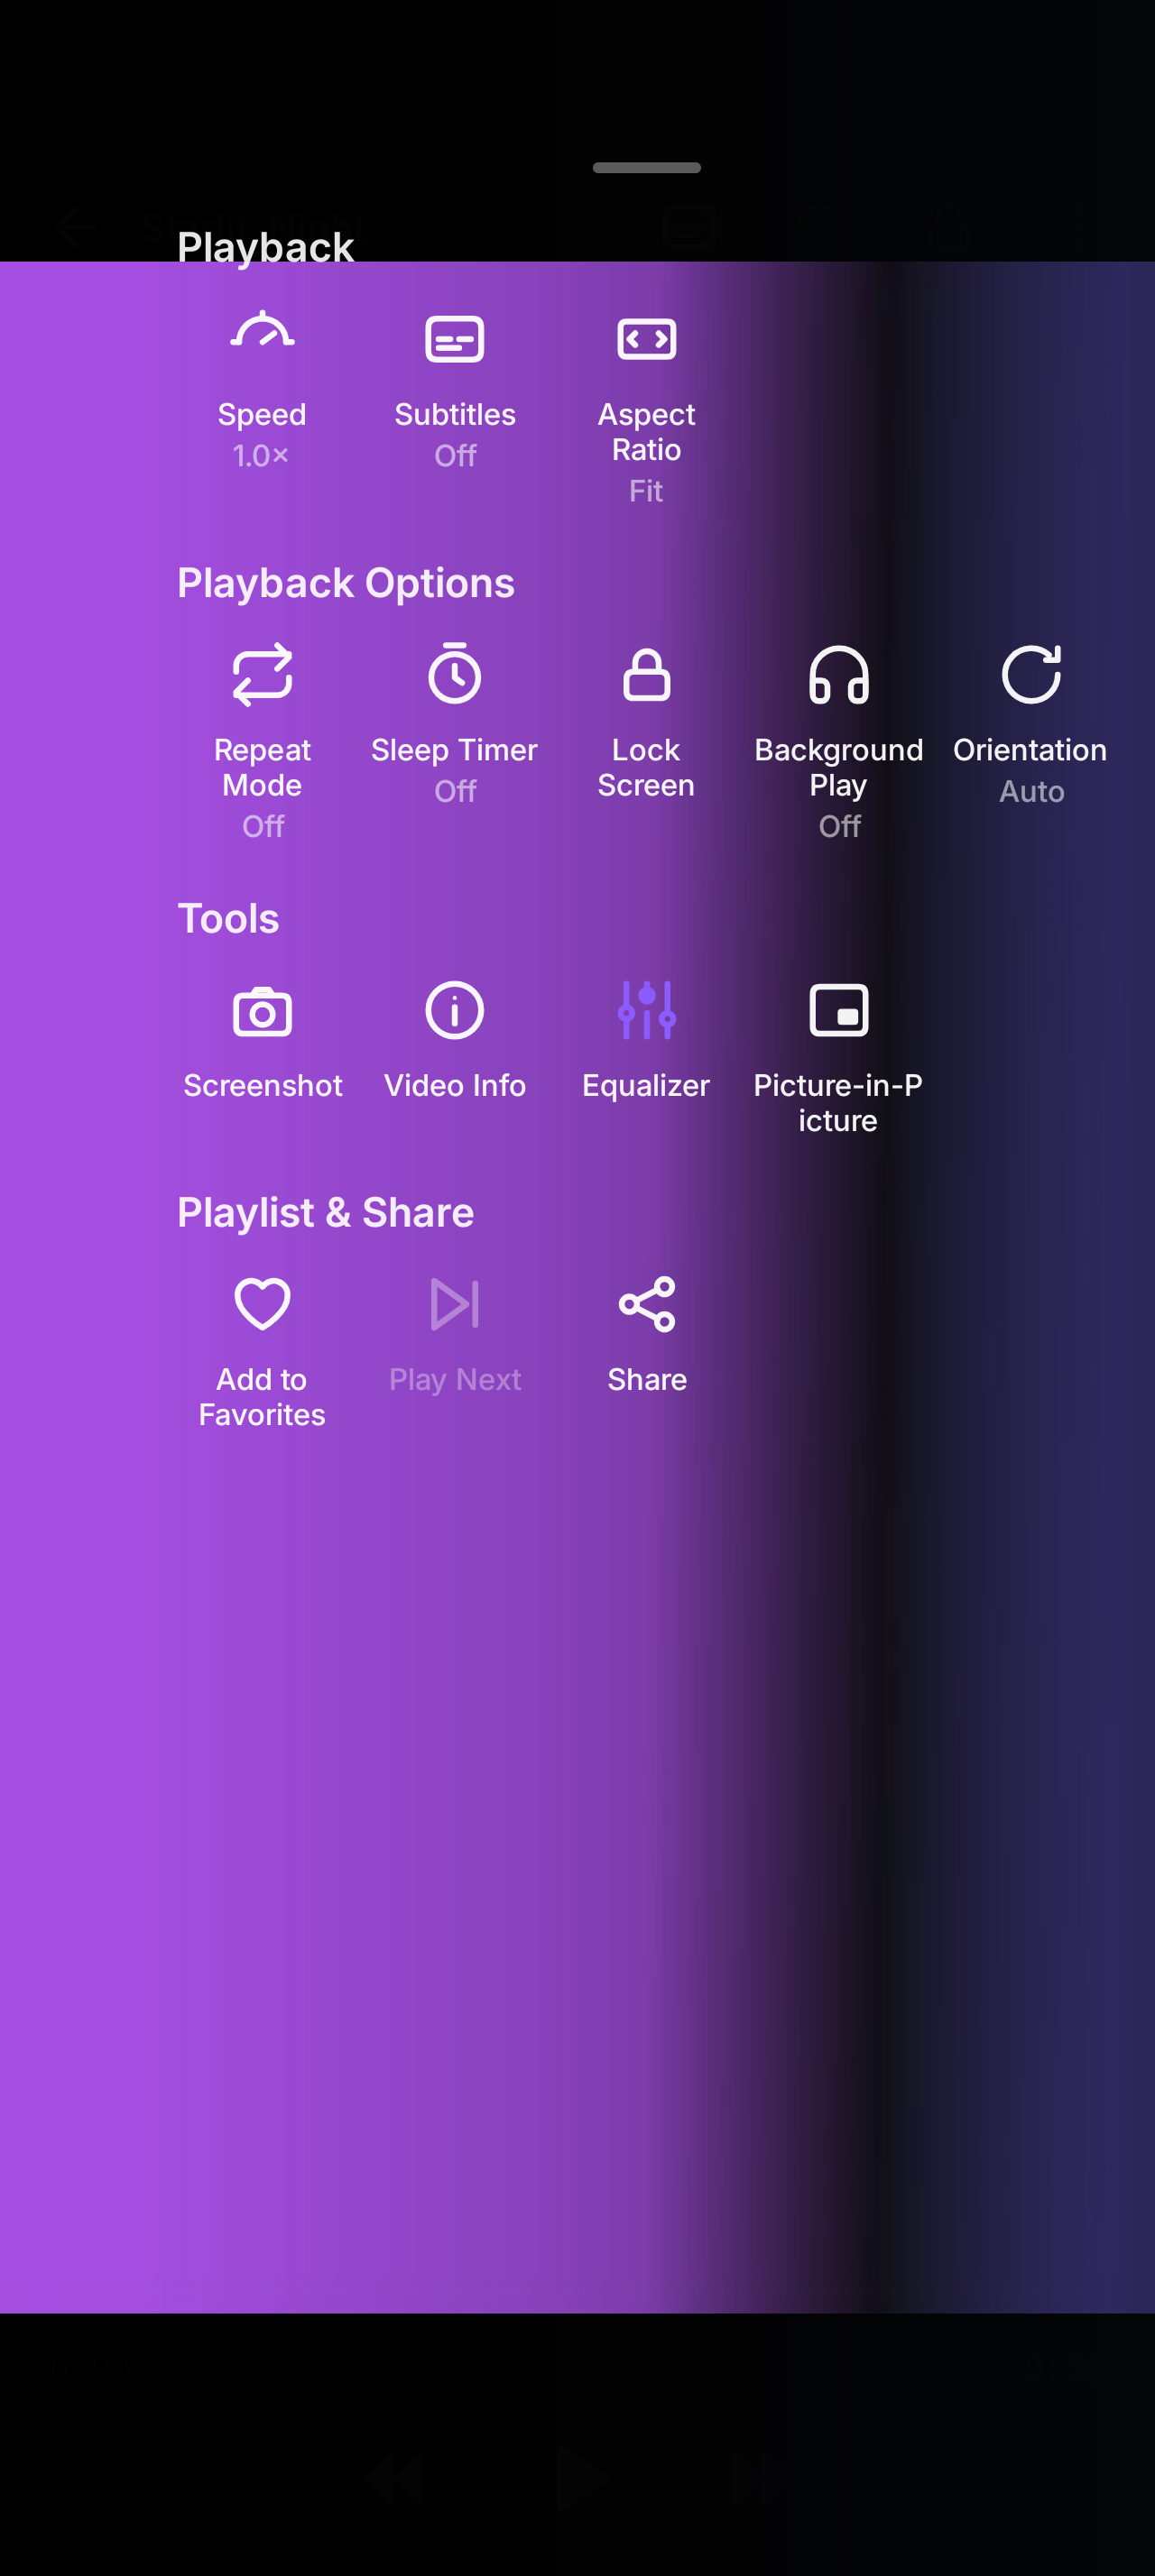 Playback
Speed
1.0×
Subtitles
Off
Aspect
Ratio
Fit
Playback Options
Repeat
Mode
Off
Sleep Timer
Off
Lock
Screen
Background
Play
Off
Orientation
Auto
Tools
Screenshot
Video Info
Equalizer
Picture-in-P
icture
Playlist & Share
Add to
Favorites
Play Next
Share